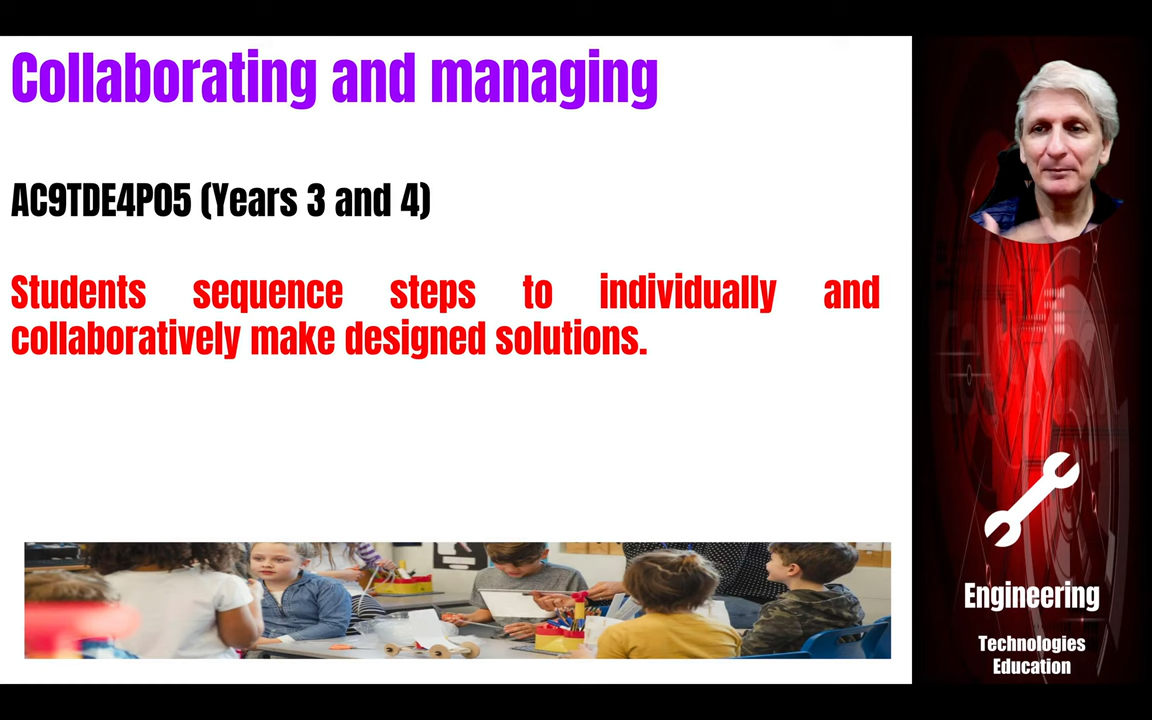 Collaborating and managing
AC9TDE4P05 (Years 3 and 4)
Students sequence steps to individually and
collaboratively make designed solutions.
Engineering
Technologies
Education